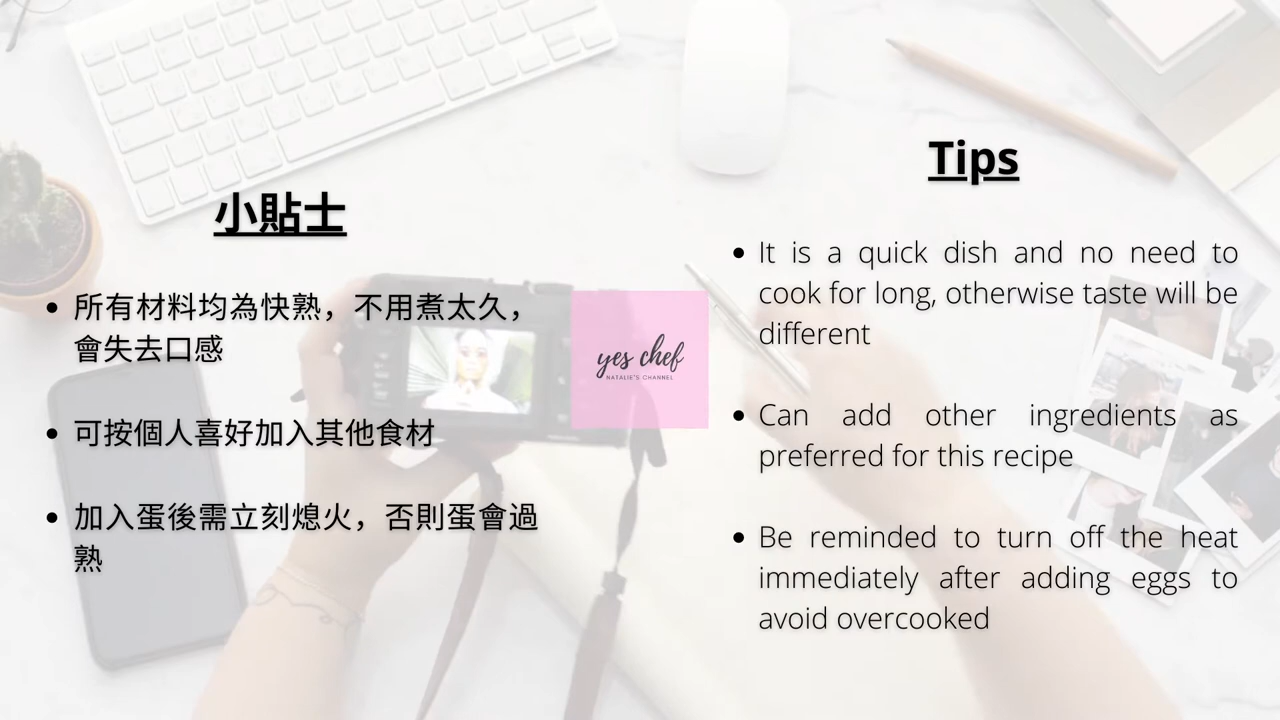 小貼士
所有材料均為快熟，不用煮太久，
會失去口感
可按個人喜好加入其他食材
加入蛋後需立刻熄火，否則蛋會過
熟
yes chef
NATALIE'S CHANNEL
Tips
It is a quick dish and no need to
cook for long, otherwise taste will be
different
Can add other ingredients as
preferred for this recipe
Be reminded to turn off the heat
immediately after adding eggs to
avoid overcooked